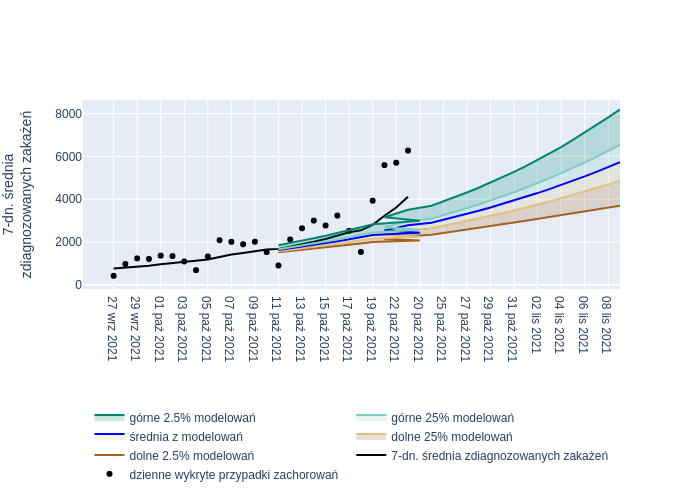 7-dn. średnia
zdiagnozowanych zakażeń
8000
6000
4000
2000
0
27 wrz 2021
29 wrz 2021
01 paź 2021
03 paź 2021
05 paź 2021
07 paź 2021
09 paź 2021
11 paź 2021
13 paź 2021
15 paź 2021
17 paź 2021
19 paź 2021
22 paź 2021
20 paź 2021
25 paź 2021
27 paź 2021
29 paź 2021
31 paź 2021
02 lis 2021
04 lis 2021
06 lis 2021
08 lis 2021
górne 2.5% modelowań
górne 25% modelowań
średnia z modelowań
dolne 25% modelowań
dolne 2.5% modelowań
7-dn. średnia zdiagnozowanych zakażeń
dzienne wykryte przypadki zachorowań